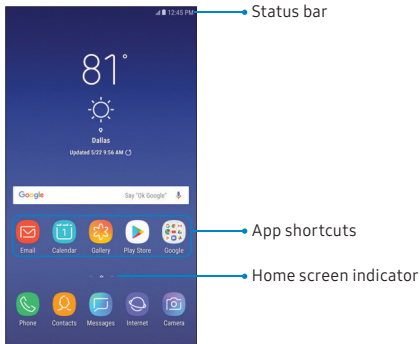 12:45 PM
Status bar
81°
Dallas
Updated 5/22 9:56 AM
Google
Say "Ok Google"
1
Email
Calendar
Gallery
Play Store
Google
App shortcuts
Home screen indicator
Phone
Contacts
Messages
Internet
Camera